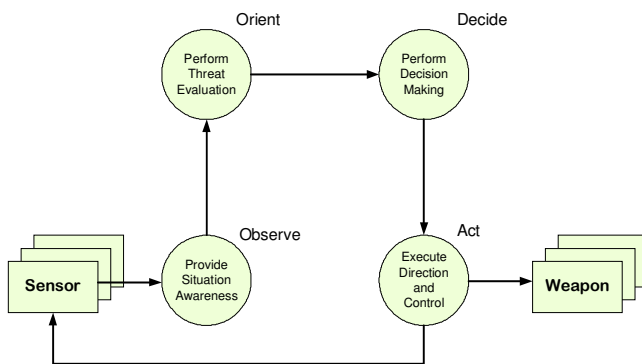 Orient
Decide
Perform
Threat
Evaluation
Perform
Decision
Making
Observe
Act
Sensor
Provide
Situation
Awareness
Execute
Direction
and
Control
Weapon